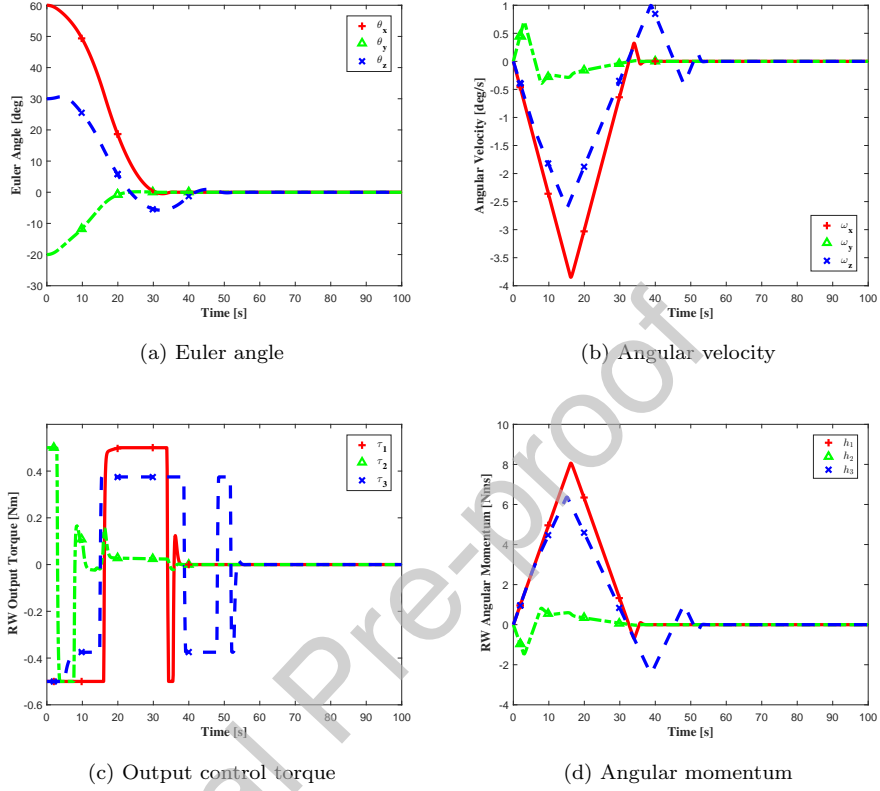 60
50
40
30
20
10
0
-10
-20
-30
Euler Angle [deg]
θx
θy
θz
0 10 20 30 40 50 60 70 80 90 100
Time [s]
(a) Euler angle
1
0.5
0
-0.5
-1
-1.5
-2
-2.5
-3
-3.5
-4
Angular Velocity [deg/s]
ωx
ωy
ωz
0 10 20 30 40 50 60 70 80 90 100
Time [s]
(b) Angular velocity
0.4
0.2
0
-0.2
-0.4
-0.6
RW Output Torque [Nm]
τ1
τ2
τ3
0 10 20 30 40 50 60 70 80 90 100
Time [s]
(c) Output control torque
10
8
6
4
2
0
-2
-4
RW Angular Momentum [Nms]
h1
h2
h3
0 10 20 30 40 50 60 70 80 90 100
Time [s]
(d) Angular momentum
al Pre-proof